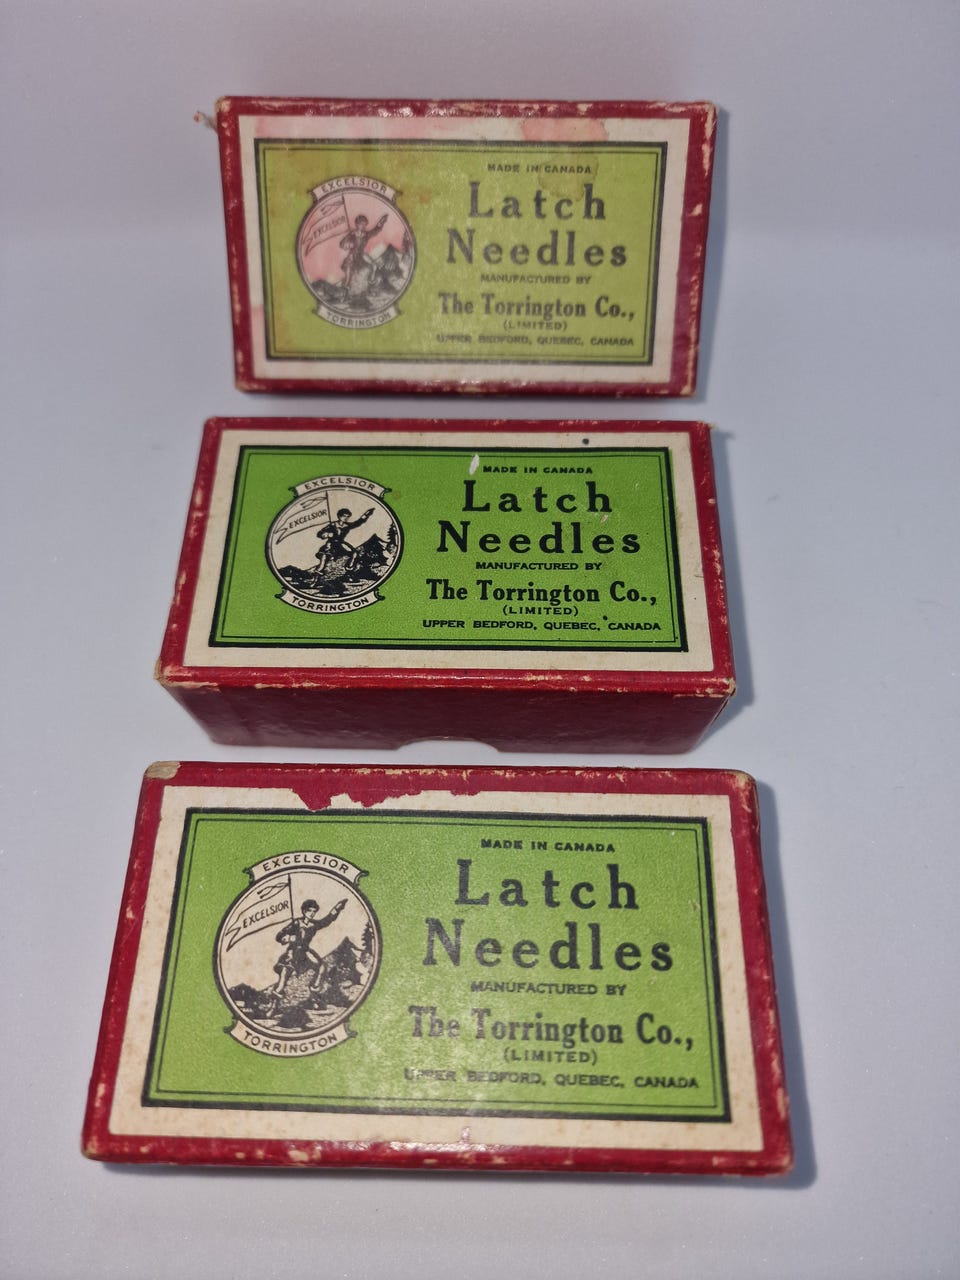 EXCELSIOR
EXCELSIOR
TORRINGTON
MADE IN CANADA
Latch
Needles
MANUFACTURED BY
The Torrington Co.,
(LIMITED)
UPPER BEDFORD, QUEBEC, CANADA
EXCELSIOR
EXCELSIOR
TORRINGTON
MADE IN CANADA
Latch
Needles
MANUFACTURED BY
The Torrington Co.,
(LIMITED)
UPPER BEDFORD, QUEBEC, CANADA
EXCELSIOR
EXCELSIOR
TORRINGTON
MADE IN CANADA
Latch
Needles
MANUFACTURED BY
The Torrington Co.,
(LIMITED)
UPPER BEDFORD, QUEBEC, CANADA